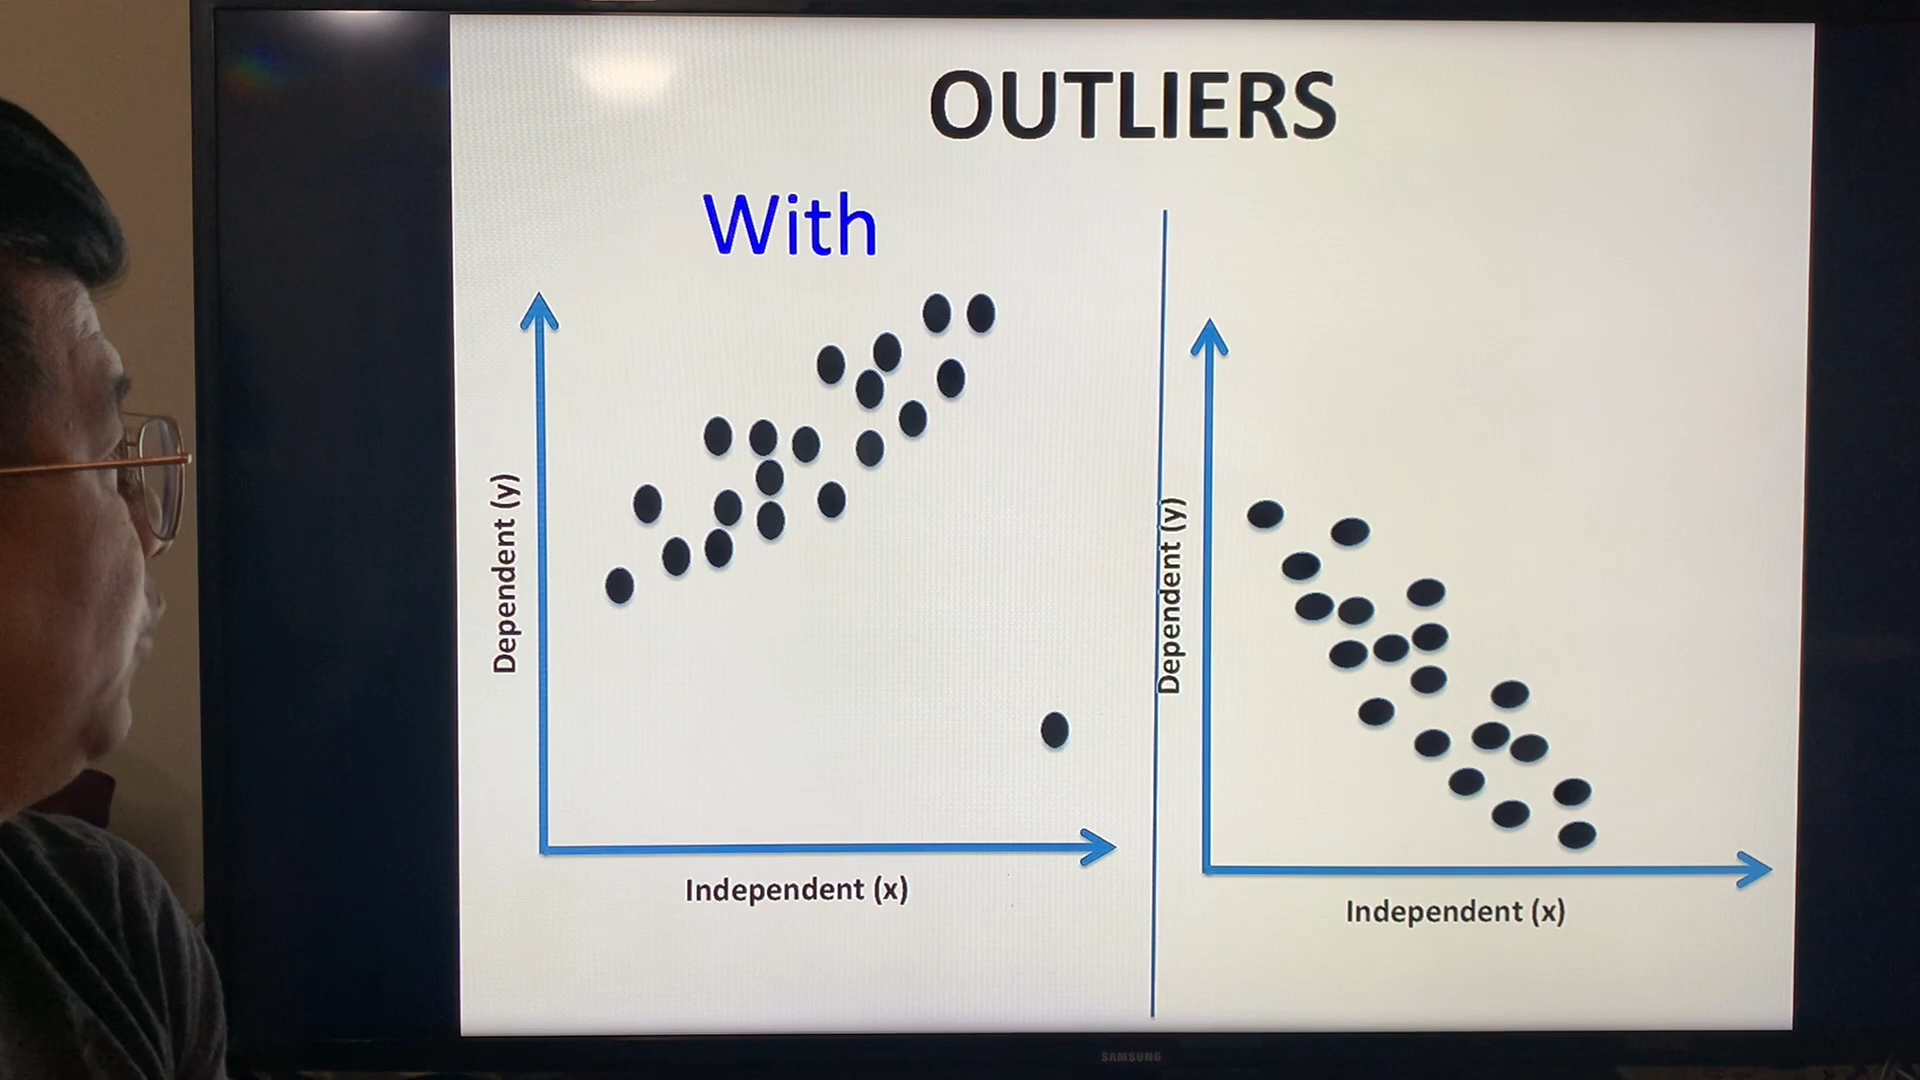 OUTLIERS
With
Dependent (y)
Independent (x)
Dependent (y)
Independent (x)
SAMSUNG